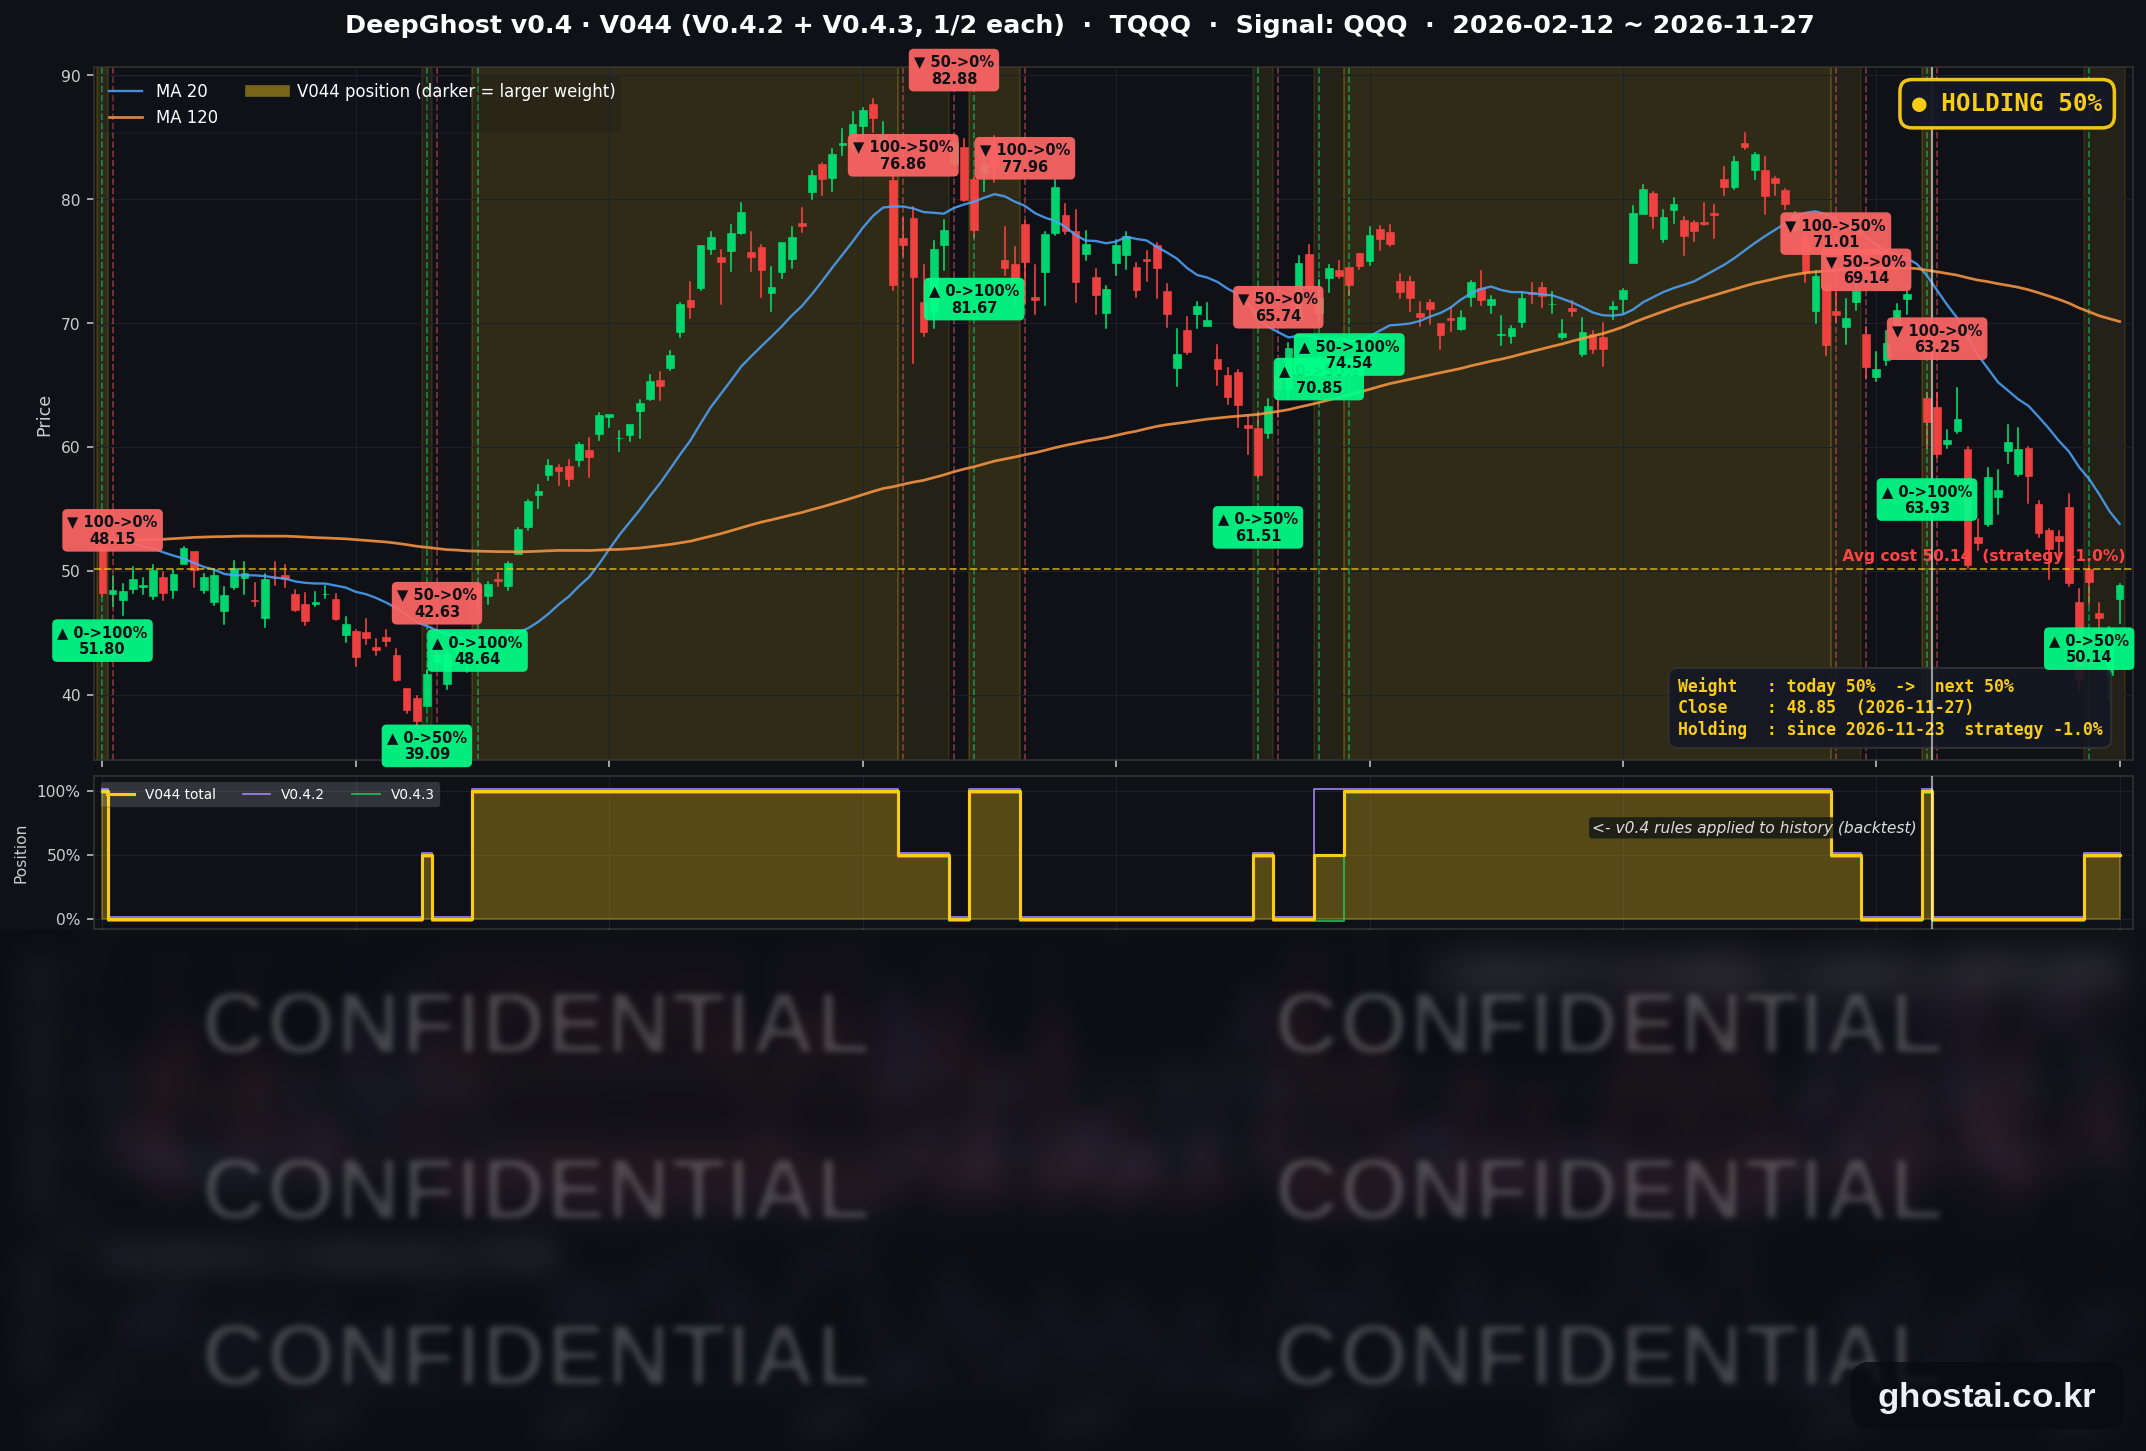 DeepGhost v0.4 · V044 (V0.4.2 + V0.4.3, 1/2 each) · TQQQ · Signal: QQQ · 2026-02-12 ~ 2026-11-27
MA 20
MA 120
V044 position (darker = larger weight)
● HOLDING 50%
Price
90
80
70
60
50
40
▼ 100->0%
48.15
▲ 0->100%
51.80
▼ 50->0%
42.63
▲ 0->50%
39.09
▲ 0->100%
48.64
▼ 100->50%
76.86
▼ 50->0%
82.88
▲ 0->100%
81.67
▼ 100->0%
77.96
▲ 0->50%
61.51
▼ 50->0%
65.74
▲
70.85
▲ 50->100%
74.54
▼ 100->50%
71.01
▼ 50->0%
69.14
▲ 0->100%
63.93
▼ 100->0%
63.25
▲ 0->50%
50.14
Avg cost 50.14 (strategy -1.0%)
Weight : today 50% -> next 50%
Close : 48.85 (2026-11-27)
Holding : since 2026-11-23 strategy -1.0%
Position
100%
50%
0%
V044 total
V0.4.2
V0.4.3
<- v0.4 rules applied to history (backtest)
CONFIDENTIAL CONFIDENTIAL
CONFIDENTIAL CONFIDENTIAL
CONFIDENTIAL CONFIDENTIAL
ghostai.co.kr